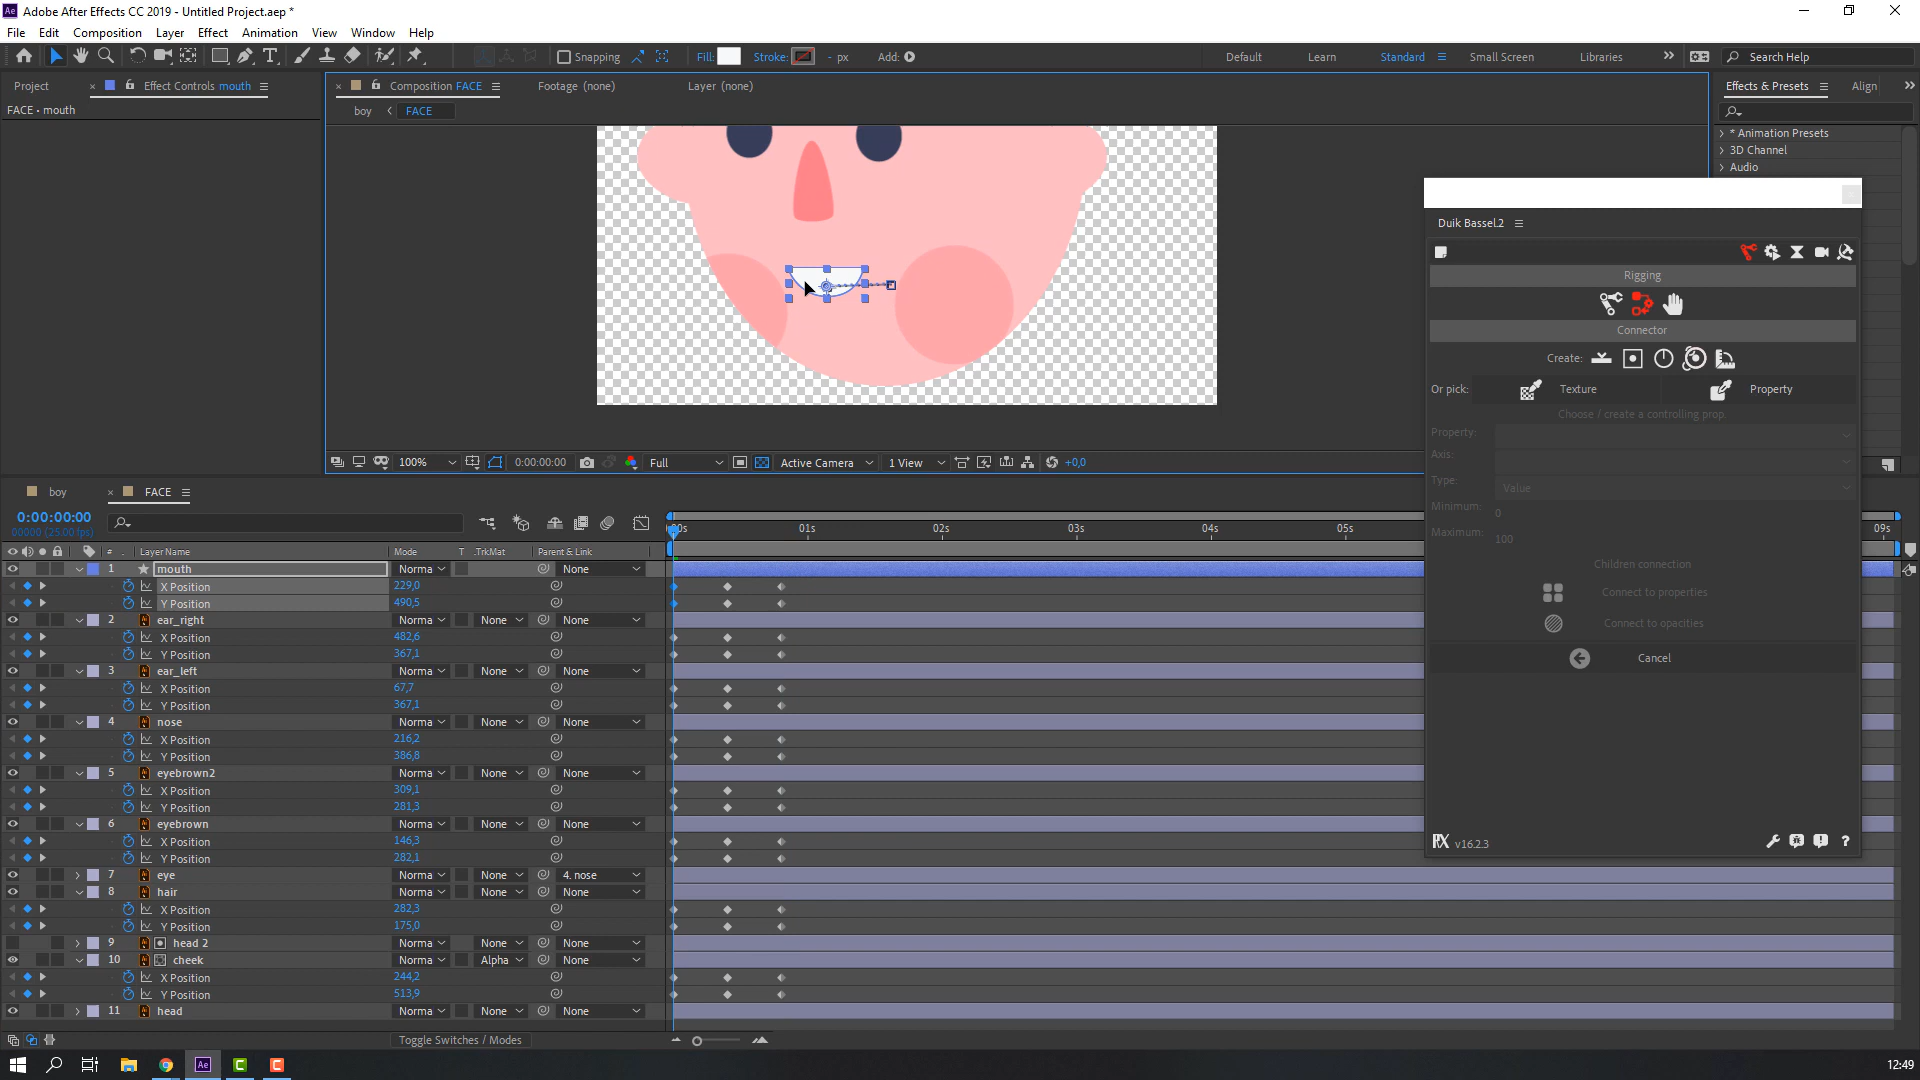 Adobe After Effects CC 2019 - Untitled Project.aep *
File Edit Composition Layer Effect Animation View Window Help
Snapping Fill: Stroke: - px Add: Default Learn Standard Small Screen Libraries Search Help
Project Effect Controls mouth Composition FACE Footage (none) Layer (none) Effects & Presets Align
FACE • mouth boy FACE
* Animation Presets
3D Channel
Audio
Duik Bassel.2
Rigging
Connector
Create:
Or pick: Texture Property
Choose / create a controlling prop.
Property:
Axis:
Type: Value
Minimum: 0
Maximum: 100
Children connection
Connect to properties
Connect to opacities
Cancel
v16.2.3
100% 0:00:00:00 Full Active Camera 1 View +0,0
boy FACE
0:00:00:00
00000 (25.00 fps)
:00s 01s 02s 03s 04s 05s 09s
# Layer Name Mode T .TrkMat Parent & Link
1 mouth Norma None
X Position 229,0
Y Position 490,5
2 ear_right Norma None None
X Position 482,6
Y Position 367,1
3 ear_left Norma None None
X Position 67,7
Y Position 367,1
4 nose Norma None None
X Position 216,2
Y Position 386,8
5 eyebrown2 Norma None None
X Position 309,1
Y Position 281,3
6 eyebrown Norma None None
X Position 146,3
Y Position 282,1
7 eye Norma None 4. nose
8 hair Norma None None
X Position 282,3
Y Position 175,0
9 head 2 Norma None None
10 cheek Norma Alpha None
X Position 244,2
Y Position 513,9
11 head Norma None None
Toggle Switches / Modes
12:49